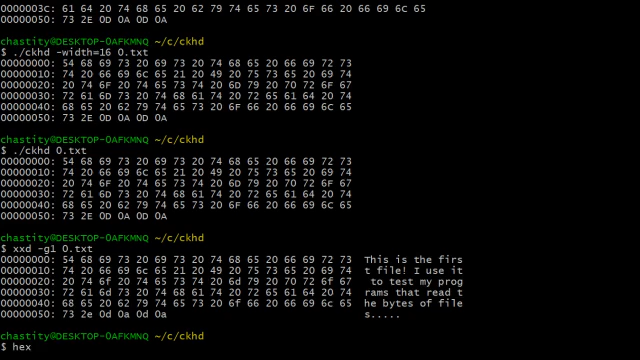 0000003c: 61 64 20 74 68 65 20 62 79 74 65 73 20 6F 66 20 66 69 6C 65
00000050: 73 2E 0D 0A 0D 0A
chastity@DESKTOP-0AFKMNQ ~/c/ckhd
$ ./ckhd -width=16 0.txt
00000000: 54 68 69 73 20 69 73 20 74 68 65 20 66 69 72 73
00000010: 74 20 66 69 6C 65 21 20 49 20 75 73 65 20 69 74
00000020: 20 74 6F 20 74 65 73 74 20 6D 79 20 70 72 6F 67
00000030: 72 61 6D 73 20 74 68 61 74 20 72 65 61 64 20 74
00000040: 68 65 20 62 79 74 65 73 20 6F 66 20 66 69 6C 65
00000050: 73 2E 0D 0A 0D 0A
chastity@DESKTOP-0AFKMNQ ~/c/ckhd
$ ./ckhd 0.txt
00000000: 54 68 69 73 20 69 73 20 74 68 65 20 66 69 72 73
00000010: 74 20 66 69 6C 65 21 20 49 20 75 73 65 20 69 74
00000020: 20 74 6F 20 74 65 73 74 20 6D 79 20 70 72 6F 67
00000030: 72 61 6D 73 20 74 68 61 74 20 72 65 61 64 20 74
00000040: 68 65 20 62 79 74 65 73 20 6F 66 20 66 69 6C 65
00000050: 73 2E 0D 0A 0D 0A
chastity@DESKTOP-0AFKMNQ ~/c/ckhd
$ xxd -g1 0.txt
00000000: 54 68 69 73 20 69 73 20 74 68 65 20 66 69 72 73  This is the firs
00000010: 74 20 66 69 6c 65 21 20 49 20 75 73 65 20 69 74  t file! I use it
00000020: 20 74 6f 20 74 65 73 74 20 6d 79 20 70 72 6f 67   to test my prog
00000030: 72 61 6d 73 20 74 68 61 74 20 72 65 61 64 20 74  rams that read t
00000040: 68 65 20 62 79 74 65 73 20 6f 66 20 66 69 6c 65  he bytes of file
00000050: 73 2e 0d 0a 0d 0a                                s.....
chastity@DESKTOP-0AFKMNQ ~/c/ckhd
$ hex